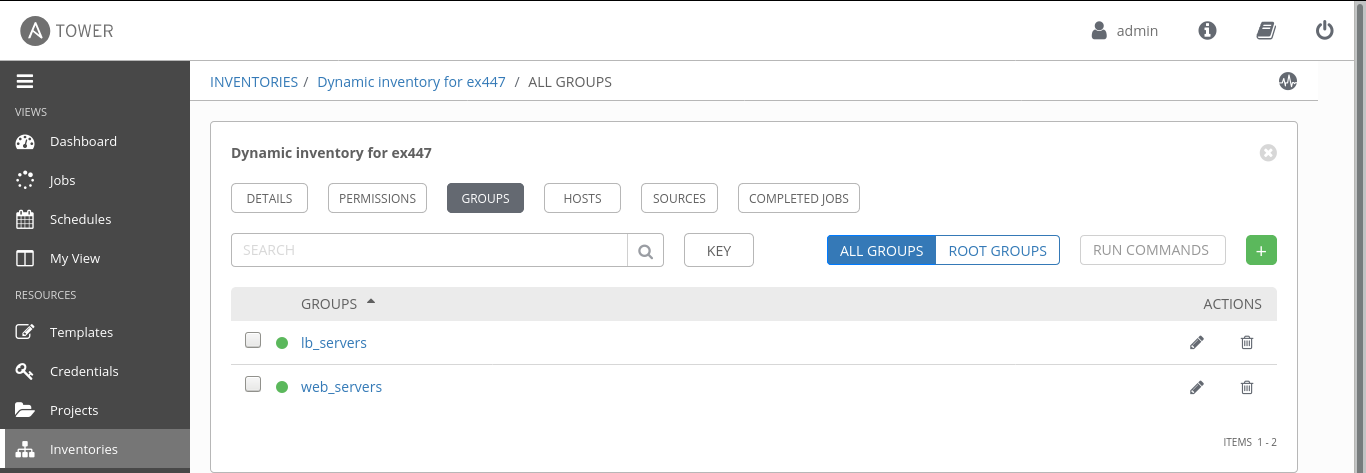 A TOWER
admin
INVENTORIES / Dynamic inventory for ex447 / ALL GROUPS
VIEWS
Dashboard
Jobs
Schedules
My View
RESOURCES
Templates
Credentials
Projects
Inventories
Dynamic inventory for ex447
DETAILS PERMISSIONS GROUPS HOSTS SOURCES COMPLETED JOBS
SEARCH KEY ALL GROUPS ROOT GROUPS RUN COMMANDS +
GROUPS ACTIONS
lb_servers
web_servers
ITEMS 1 - 2